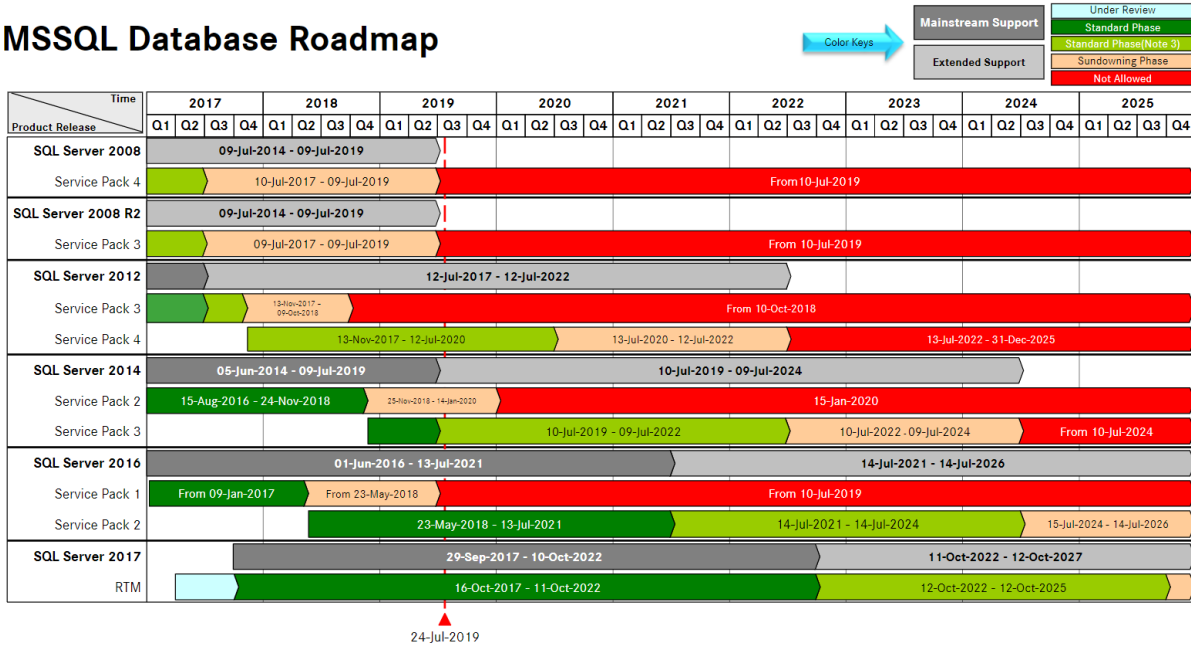 MSSQL Database Roadmap
Color Keys
Mainstream Support
Extended Support
Under Review
Standard Phase
Standard Phase(Note 3)
Sundowning Phase
Not Allowed
Time
Product Release
2017 2018 2019 2020 2021 2022 2023 2024 2025
Q1 Q2 Q3 Q4 Q1 Q2 Q3 Q4 Q1 Q2 Q3 Q4 Q1 Q2 Q3 Q4 Q1 Q2 Q3 Q4 Q1 Q2 Q3 Q4 Q1 Q2 Q3 Q4 Q1 Q2 Q3 Q4 Q1 Q2 Q3 Q4
SQL Server 2008 09-Jul-2014 - 09-Jul-2019
Service Pack 4 10-Jul-2017 - 09-Jul-2019 From10-Jul-2019
SQL Server 2008 R2 09-Jul-2014 - 09-Jul-2019
Service Pack 3 09-Jul-2017 - 09-Jul-2019 From 10-Jul-2019
SQL Server 2012 12-Jul-2017 - 12-Jul-2022
Service Pack 3 13-Nov-2017 - 09-Oct-2018 From 10-Oct-2018
Service Pack 4 13-Nov-2017 - 12-Jul-2020 13-Jul-2020 - 12-Jul-2022 13-Jul-2022 - 31-Dec-2025
SQL Server 2014 05-Jun-2014 - 09-Jul-2019 10-Jul-2019 - 09-Jul-2024
Service Pack 2 15-Aug-2016 - 24-Nov-2018 25-Nov-2018 - 14-Jan-2020 15-Jan-2020
Service Pack 3 10-Jul-2019 - 09-Jul-2022 10-Jul-2022 - 09-Jul-2024 From 10-Jul-2024
SQL Server 2016 01-Jun-2016 - 13-Jul-2021 14-Jul-2021 - 14-Jul-2026
Service Pack 1 From 09-Jan-2017 From 23-May-2018 From 10-Jul-2019
Service Pack 2 23-May-2018 - 13-Jul-2021 14-Jul-2021 - 14-Jul-2024 15-Jul-2024 - 14-Jul-2026
SQL Server 2017 29-Sep-2017 - 10-Oct-2022 11-Oct-2022 - 12-Oct-2027
RTM 16-Oct-2017 - 11-Oct-2022 12-Oct-2022 - 12-Oct-2025
24-Jul-2019